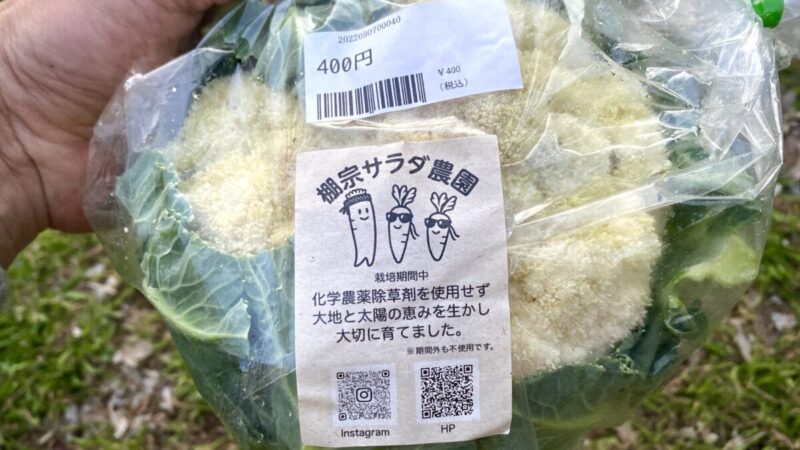 2022090700040
400円
¥400
(税込)
棚宗サラダ農園
栽培期間中
化学農薬除草剤を使用せず
大地と太陽の恵みを生かし
大切に育てました。
※期間外も不使用です。
Instagram
HP